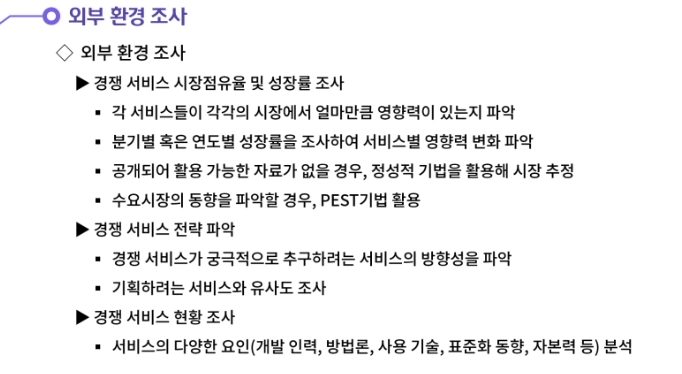 외부 환경 조사
◇ 외부 환경 조사
▶ 경쟁 서비스 시장점유율 및 성장률 조사
▪ 각 서비스들이 각각의 시장에서 얼마만큼 영향력이 있는지 파악
▪ 분기별 혹은 연도별 성장률을 조사하여 서비스별 영향력 변화 파악
▪ 공개되어 활용 가능한 자료가 없을 경우, 정성적 기법을 활용해 시장 추정
▪ 수요시장의 동향을 파악할 경우, PEST기법 활용
▶ 경쟁 서비스 전략 파악
▪ 경쟁 서비스가 궁극적으로 추구하려는 서비스의 방향성을 파악
▪ 기획하려는 서비스와 유사도 조사
▶ 경쟁 서비스 현황 조사
▪ 서비스의 다양한 요인(개발 인력, 방법론, 사용 기술, 표준화 동향, 자본력 등) 분석